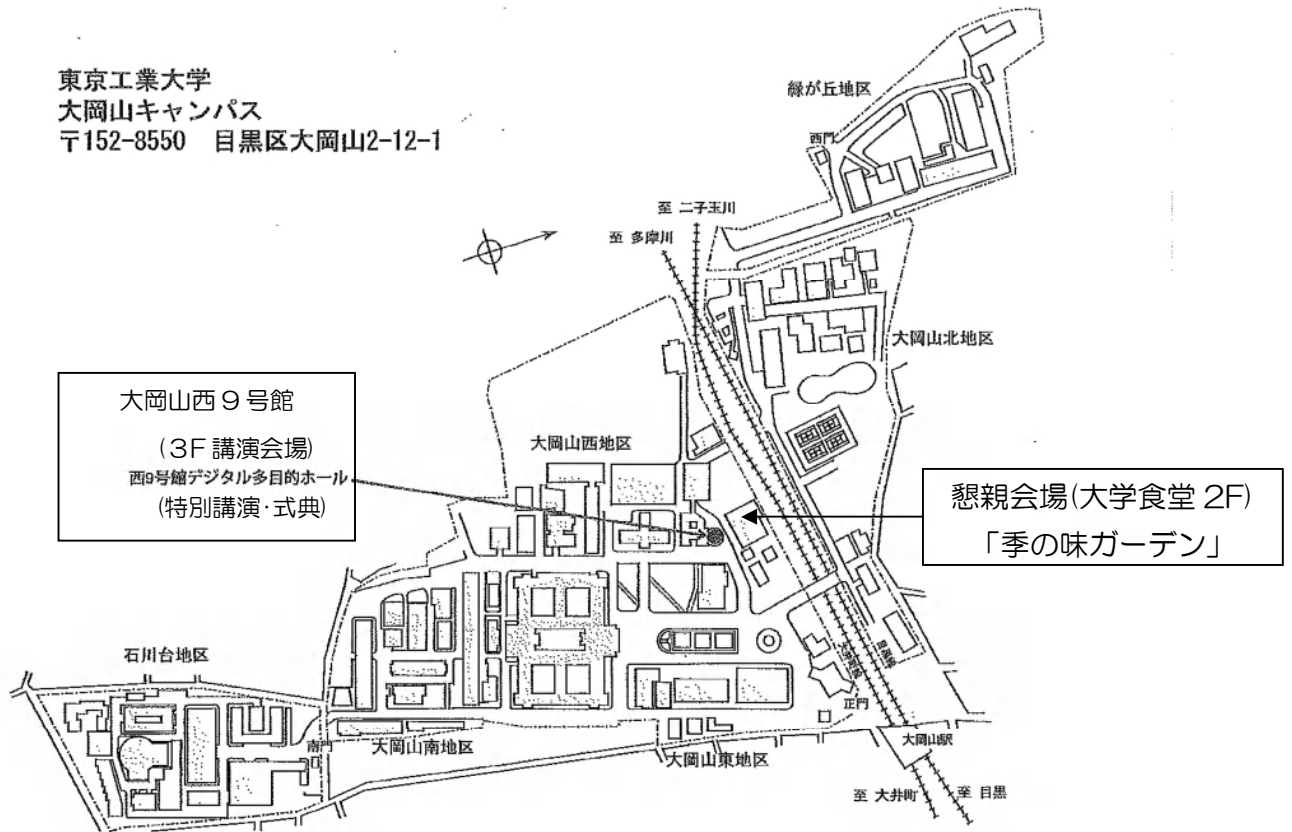 東京工業大学
大岡山キャンパス
〒152-8550 目黒区大岡山2-12-1
緑が丘地区
西門
至 二子玉川
至 多摩川
大岡山北地区
大岡山西9号館
(3F 講演会場)
西9号館デジタル多目的ホール
(特別講演・式典)
大岡山西地区
懇親会場(大学食堂 2F)
「季の味ガーデン」
石川台地区
正門
南門
大岡山南地区
大岡山東地区
大岡山駅
至 大井町
至 目黒